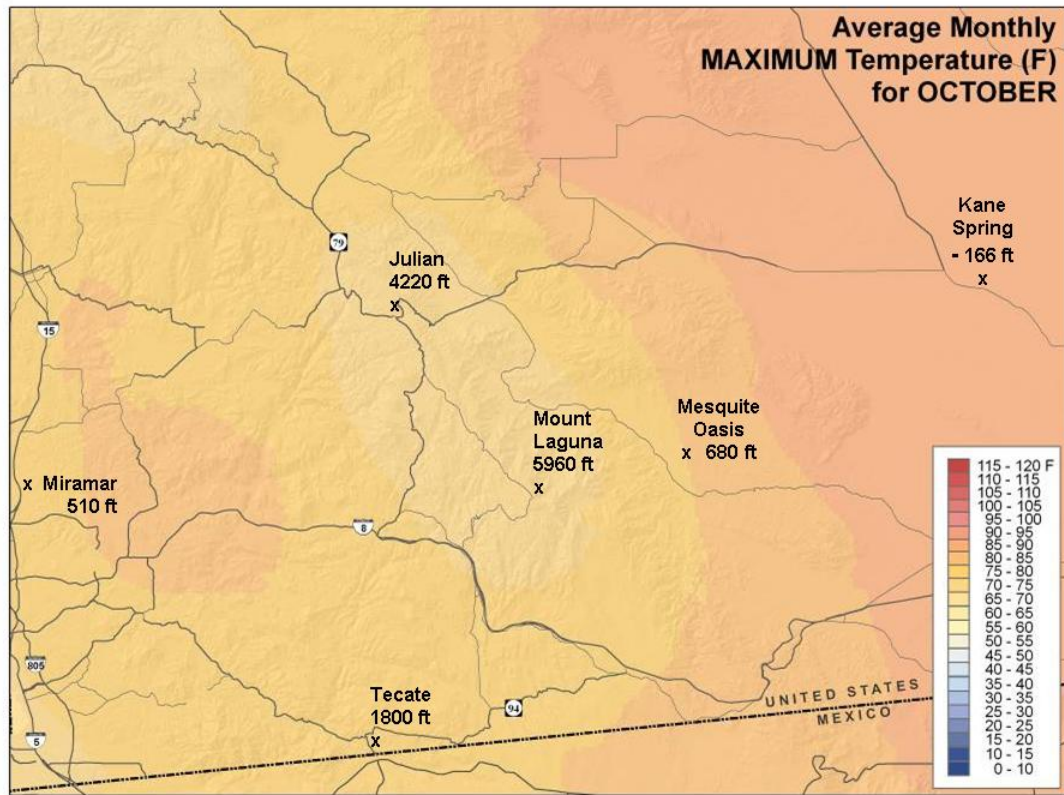 Average Monthly
MAXIMUM Temperature (F)
for OCTOBER
Kane
Spring
- 166 ft
x
79
Julian
4220 ft
x
15
Mount
Laguna
5960 ft
x
Mesquite
Oasis
x 680 ft
x Miramar
510 ft
8
115 - 120 F
110 - 115
105 - 110
100 - 105
95 - 100
90 - 95
85 - 90
80 - 85
75 - 80
70 - 75
65 - 70
60 - 65
55 - 60
50 - 55
45 - 50
40 - 45
35 - 40
30 - 35
25 - 30
20 - 25
15 - 20
10 - 15
0 - 10
805
Tecate
1800 ft
x
94
UNITED STATES
MEXICO
5